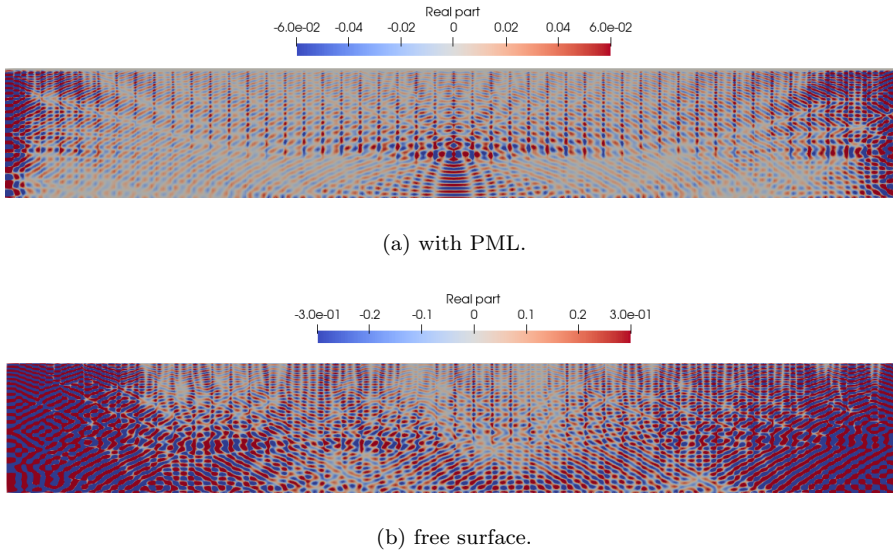 Real part
-6.0e-02 -0.04 -0.02 0 0.02 0.04 6.0e-02
(a) with PML.
Real part
-3.0e-01 -0.2 -0.1 0 0.1 0.2 3.0e-01
(b) free surface.